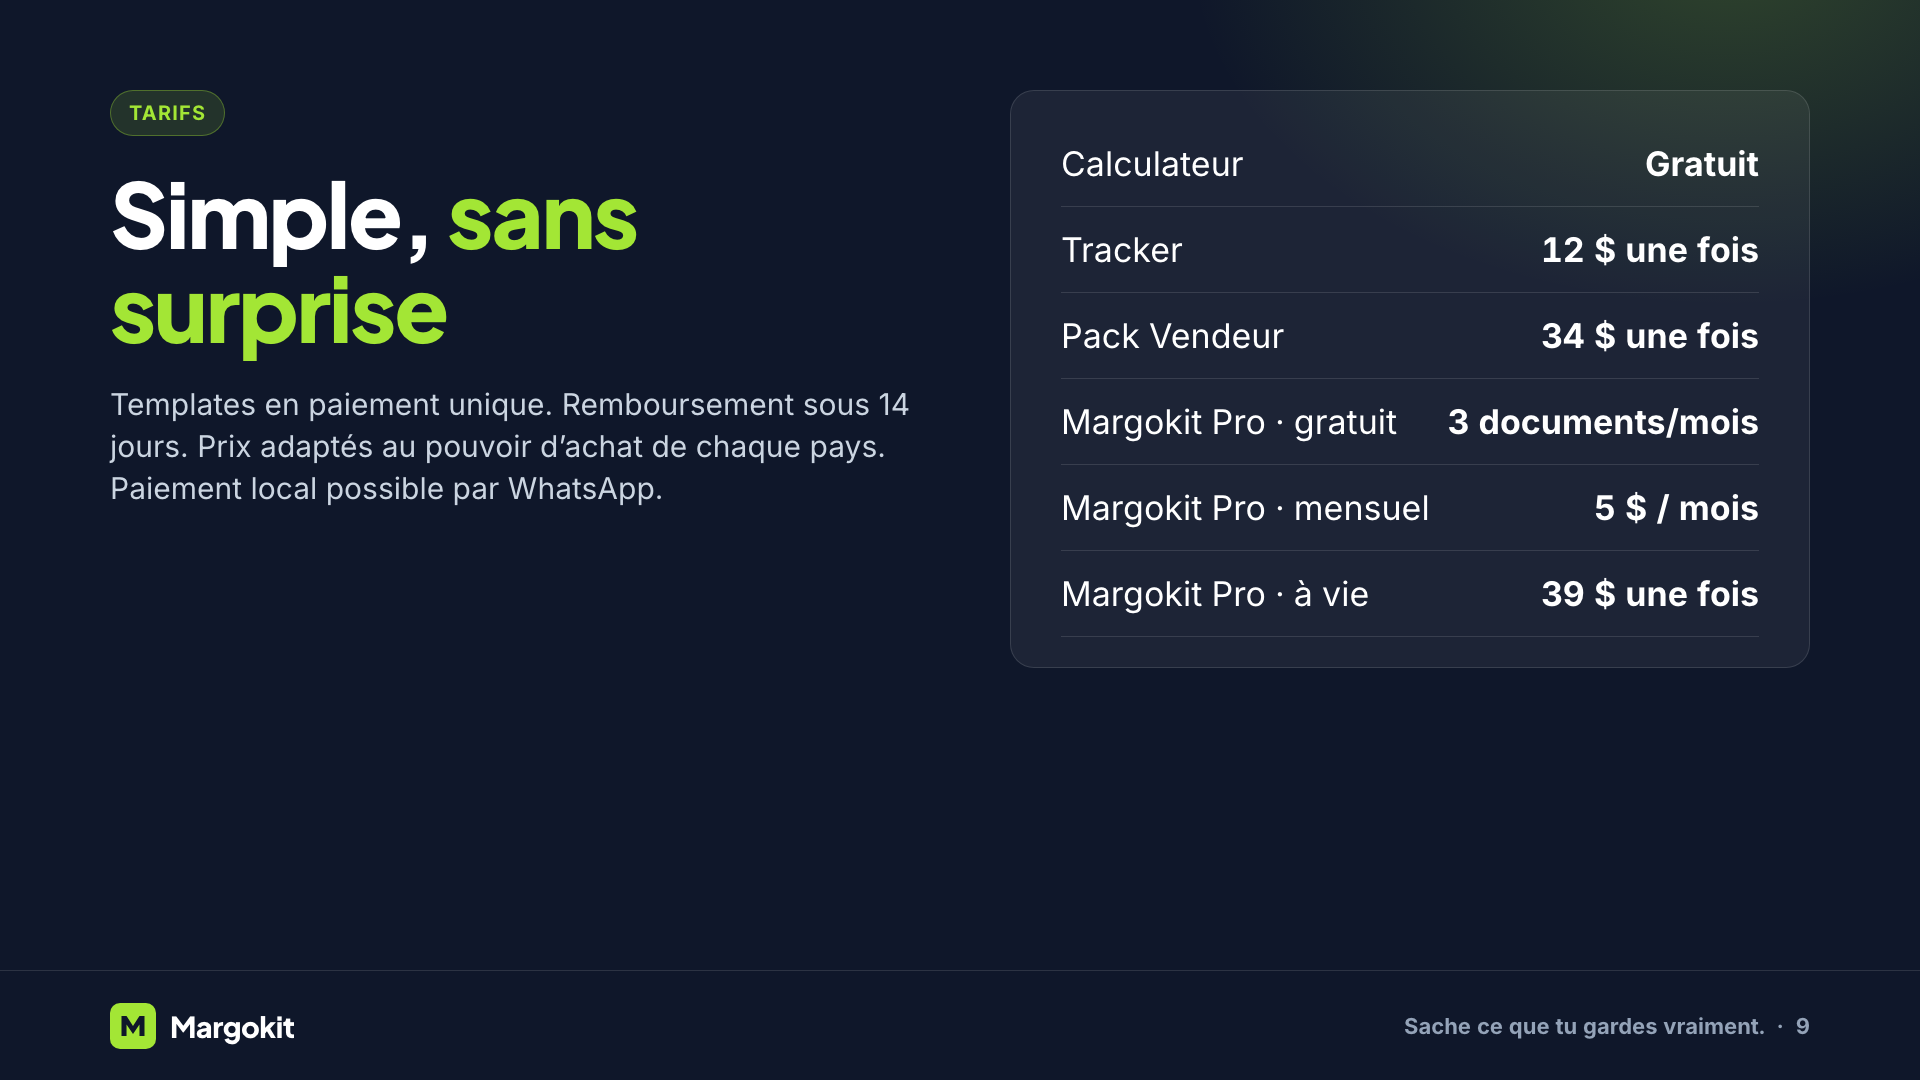 TARIFS
Simple, sans
surprise
Templates en paiement unique. Remboursement sous 14
jours. Prix adaptés au pouvoir d’achat de chaque pays.
Paiement local possible par WhatsApp.
Calculateur Gratuit
Tracker 12 $ une fois
Pack Vendeur 34 $ une fois
Margokit Pro · gratuit 3 documents/mois
Margokit Pro · mensuel 5 $ / mois
Margokit Pro · à vie 39 $ une fois
M Margokit
Sache ce que tu gardes vraiment. · 9